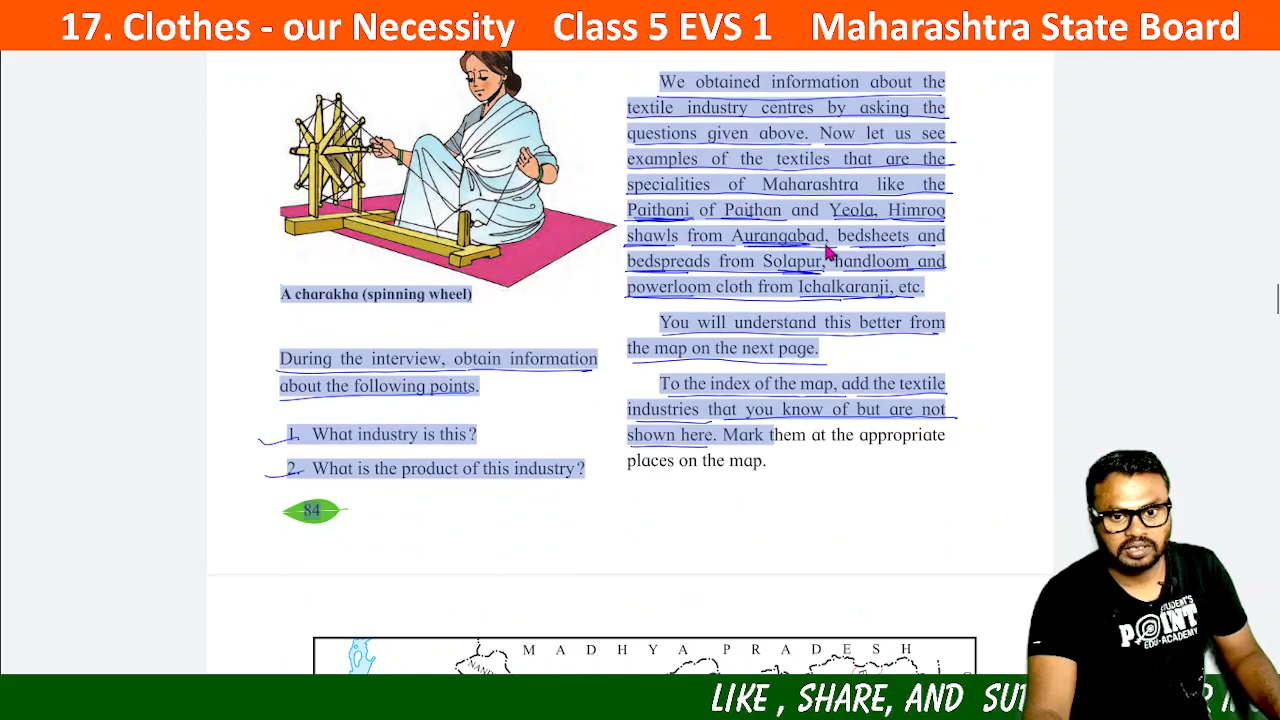 17. Clothes - our Necessity Class 5 EVS 1 Maharashtra State Board
A charakha (spinning wheel)
During the interview, obtain information
about the following points.
1. What industry is this?
2. What is the product of this industry?
84
We obtained information about the
textile industry centres by asking the
questions given above. Now let us see
examples of the textiles that are the
specialities of Maharashtra like the
Paithani of Paithan and Yeola, Himroo
shawls from Aurangabad, bedsheets and
bedspreads from Solapur, handloom and
powerloom cloth from Ichalkaranji, etc.
You will understand this better from
the map on the next page.
To the index of the map, add the textile
industries that you know of but are not
shown here. Mark them at the appropriate
places on the map.
MADHYA PRADESH
STUDENT'S
POINT
EDU-ACADEMY
LIKE , SHARE, AND